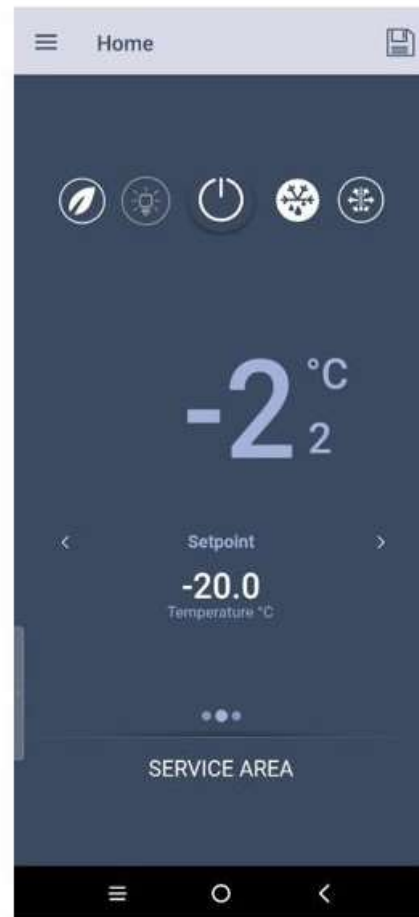 Home
-2 °C
2
Setpoint
-20.0
Temperature °C
SERVICE AREA